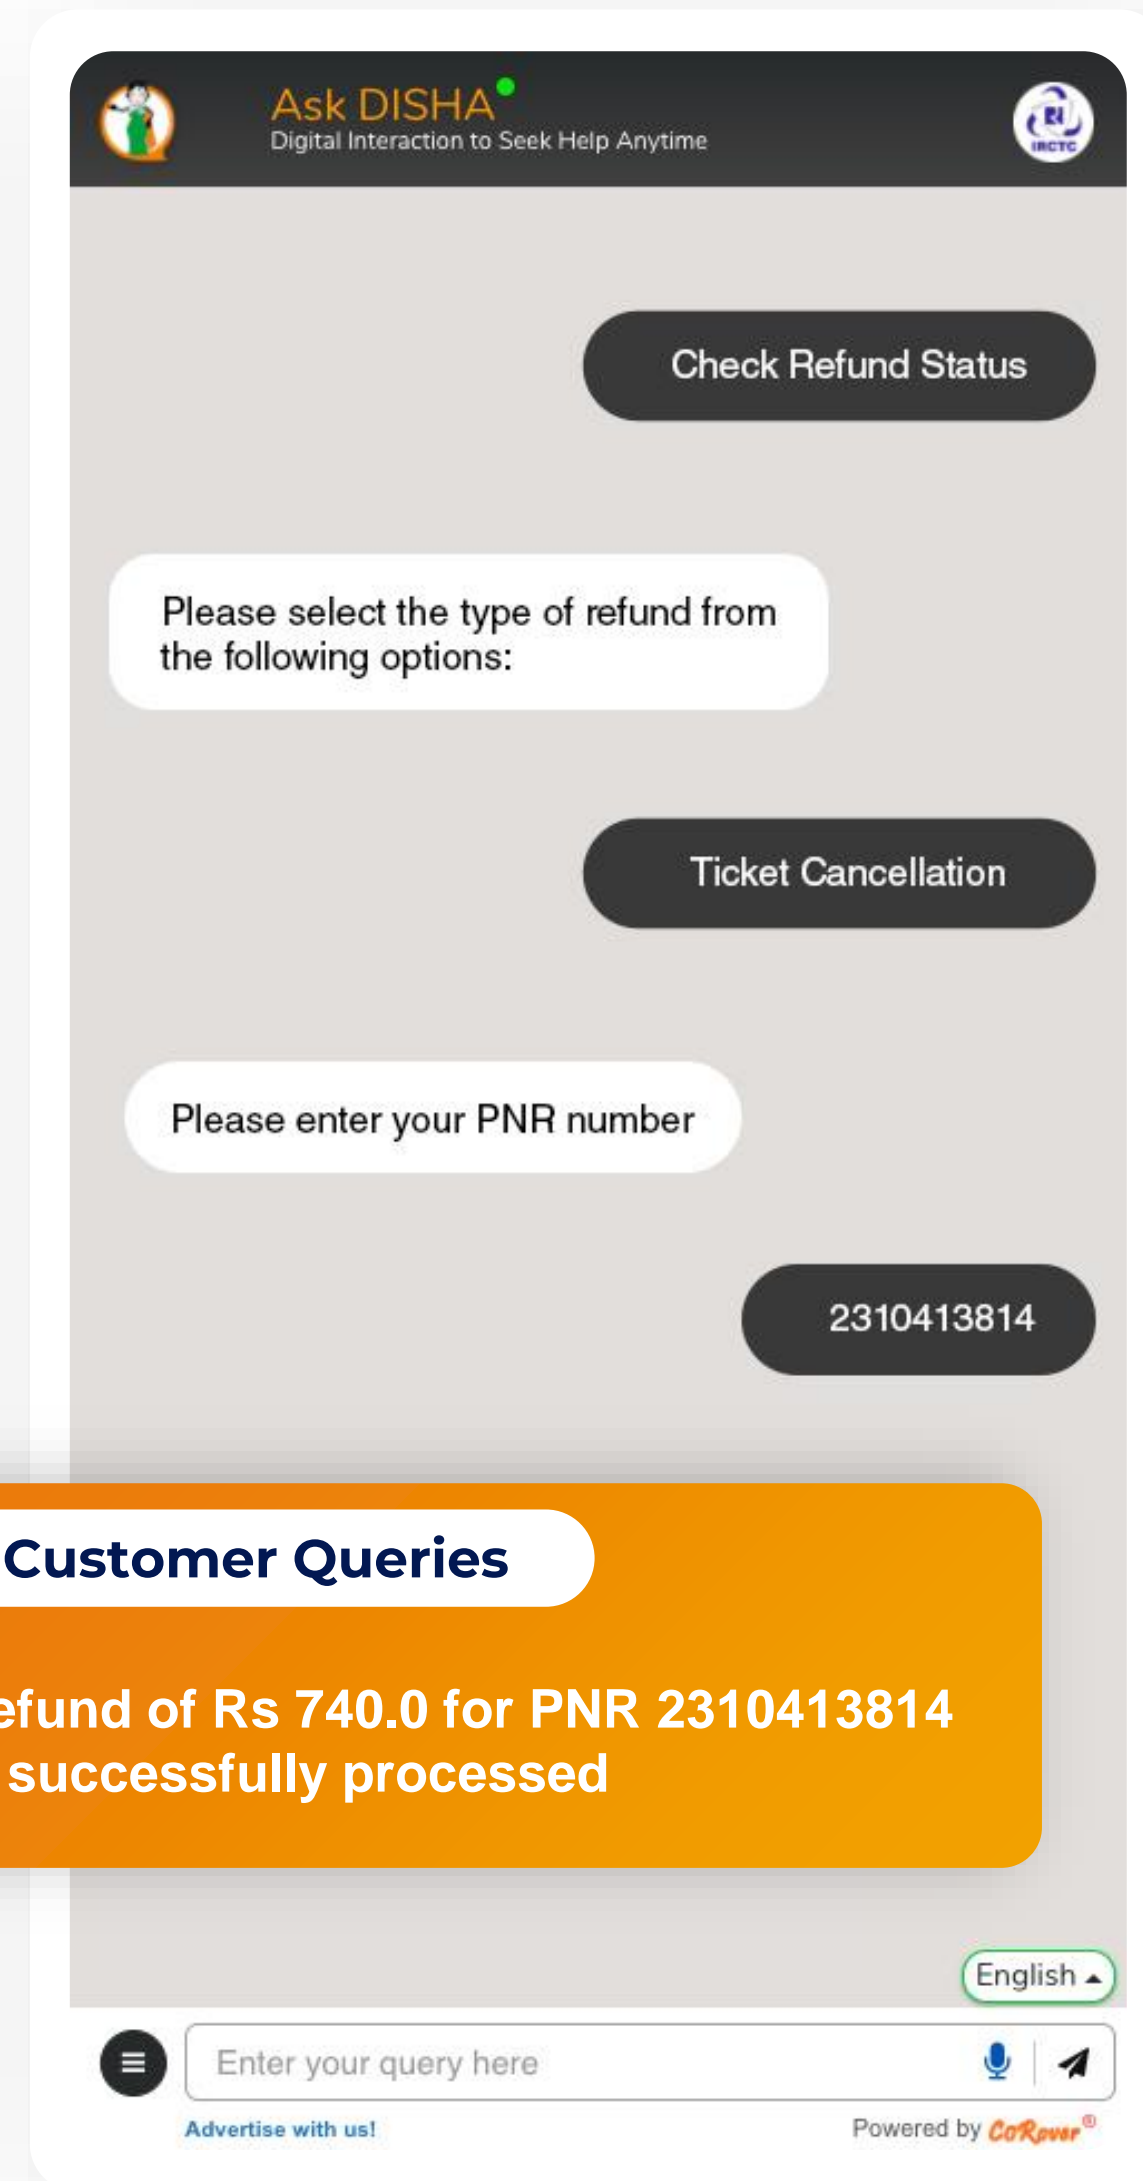 Ask DISHA
Digital Interaction to Seek Help Anytime
IRCTC
Check Refund Status
Please select the type of refund from
the following options:
Ticket Cancellation
Please enter your PNR number
2310413814
Customer Queries
efund of Rs 740.0 for PNR 2310413814
successfully processed
English
Enter your query here
Advertise with us!
Powered by CoRover®